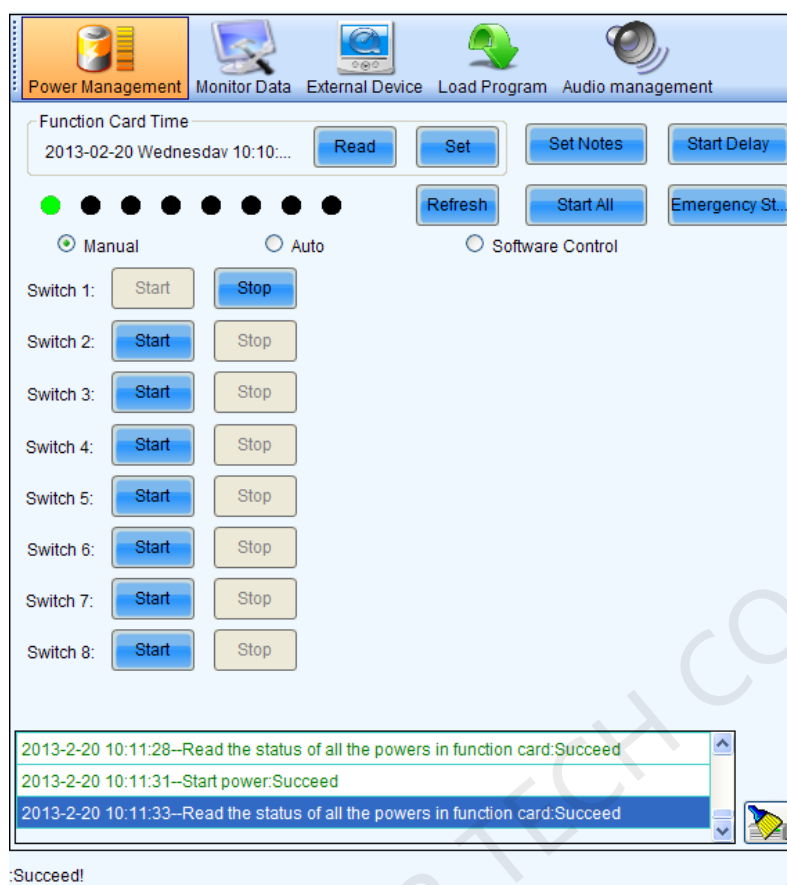 Power Management Monitor Data External Device Load Program Audio management
Function Card Time
2013-02-20 Wednesday 10:10:... Read Set Set Notes Start Delay
Refresh Start All Emergency St...
Manual Auto Software Control
Switch 1: Start Stop
Switch 2: Start Stop
Switch 3: Start Stop
Switch 4: Start Stop
Switch 5: Start Stop
Switch 6: Start Stop
Switch 7: Start Stop
Switch 8: Start Stop
2013-2-20 10:11:28--Read the status of all the powers in function card:Succeed
2013-2-20 10:11:31--Start power:Succeed
2013-2-20 10:11:33--Read the status of all the powers in function card:Succeed
:Succeed!
TECH CO